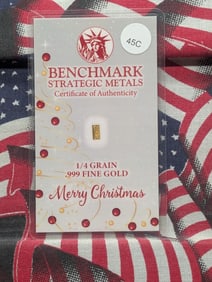 45C
BENCHMARK
STRATEGIC METALS
Certificate of Authenticity
1/4 GRAIN
.999 FINE GOLD
Merry Christmas